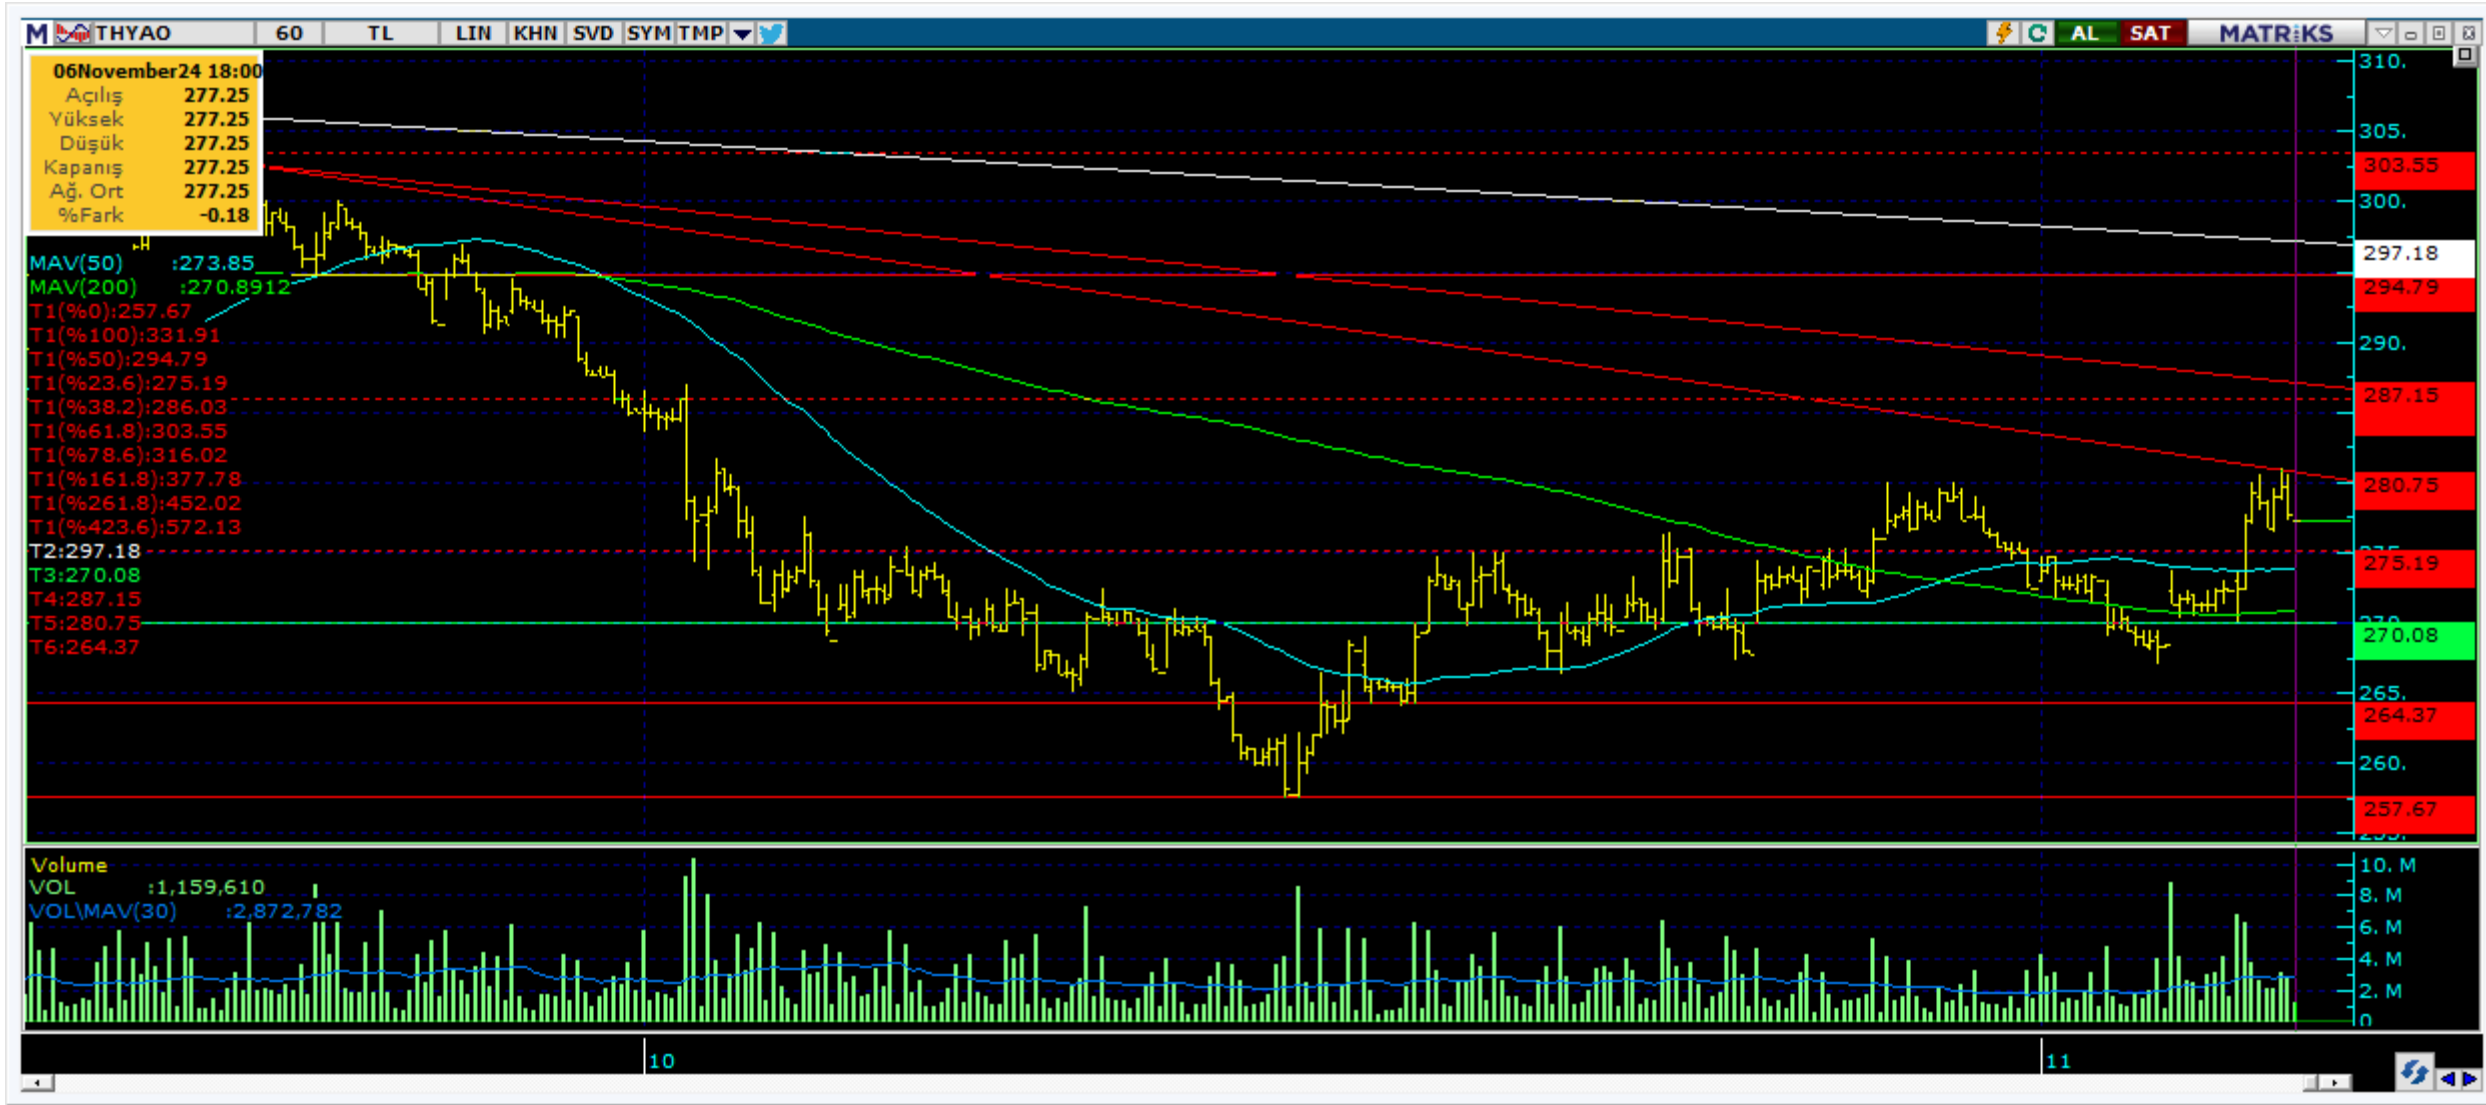 M THYAO 60 TL LIN KHN SVD SYM TMP AL SAT MATRiKS
06November24 18:00
Açılış 277.25
Yüksek 277.25
Düşük 277.25
Kapanış 277.25
Ağ. Ort 277.25
%Fark -0.18
MAV(50) :273.85
MAV(200) :270.8912
T1(%0):257.67
T1(%100):331.91
T1(%50):294.79
T1(%23.6):275.19
T1(%38.2):286.03
T1(%61.8):303.55
T1(%78.6):316.02
T1(%161.8):377.78
T1(%261.8):452.02
T1(%423.6):572.13
T2:297.18
T3:270.08
T4:287.15
T5:280.75
T6:264.37
310.
305.
303.55
300.
297.18
294.79
290.
287.15
280.75
275.19
270.08
265.
264.37
260.
257.67
Volume
VOL :1,159,610
VOL\MAV(30) :2,872,782
10. M
8. M
6. M
4. M
2. M
0
10 11